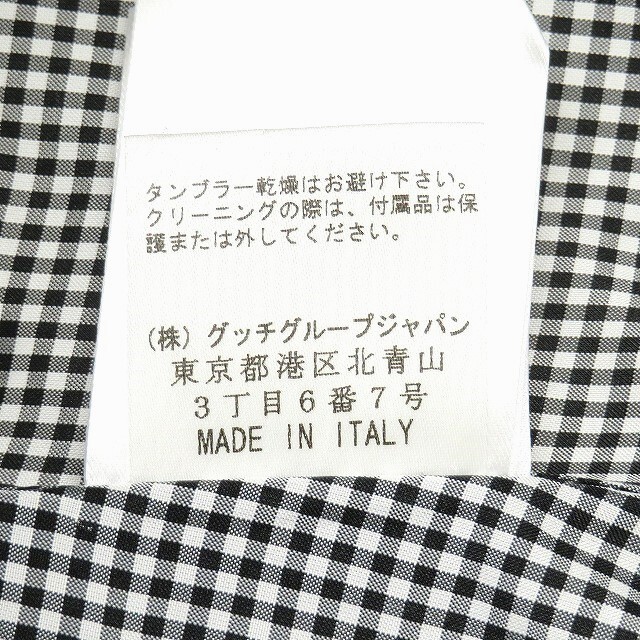 タンブラー乾燥はお避け下さい。
クリーニングの際は、付属品は保
護または外してください。
(株) グッチグループジャパン
東京都港区北青山
3丁目6番7号
MADE IN ITALY